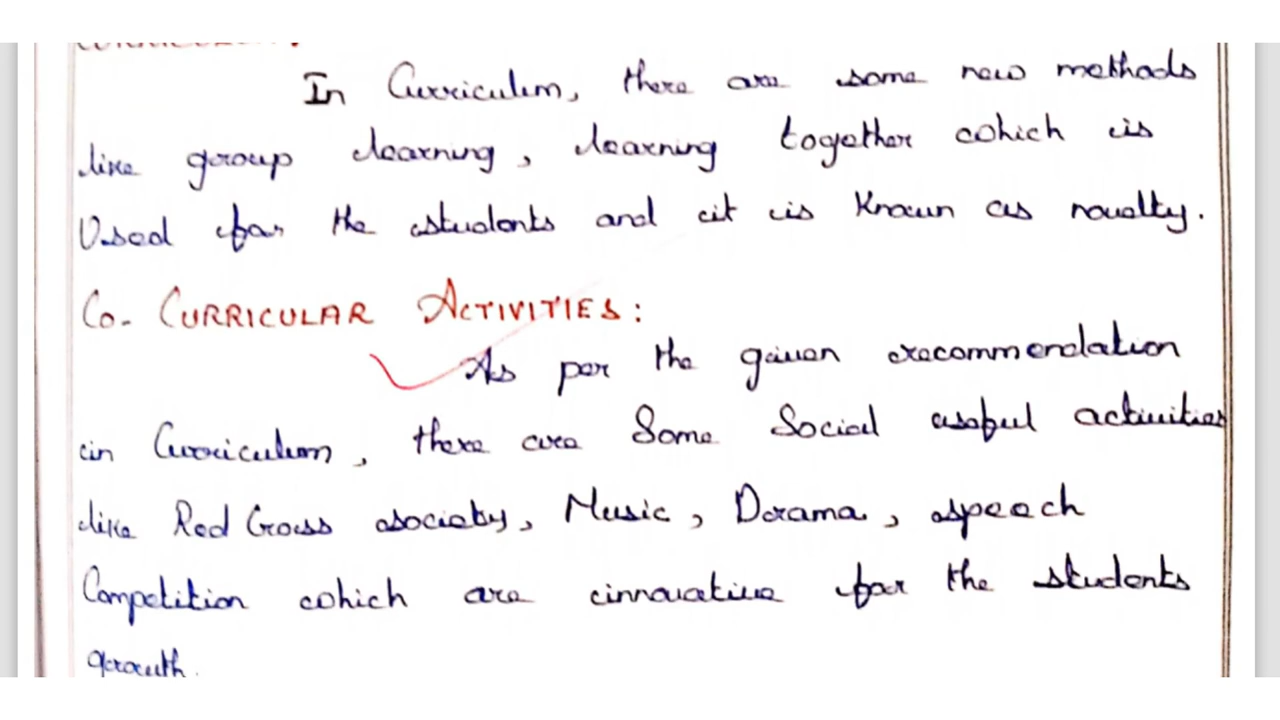 CURRICULUM:
In Curriculum, there are some new methods
like group learning, learning together which is
Used for the students and it is Known as novalty.
Co-CURRICULAR ACTIVITIES:
As per the given recommendation
in Curriculum, there are Some Social useful activities
like Red Cross society, Music, Drama, speech
Competition which are innovative for the students
growth.